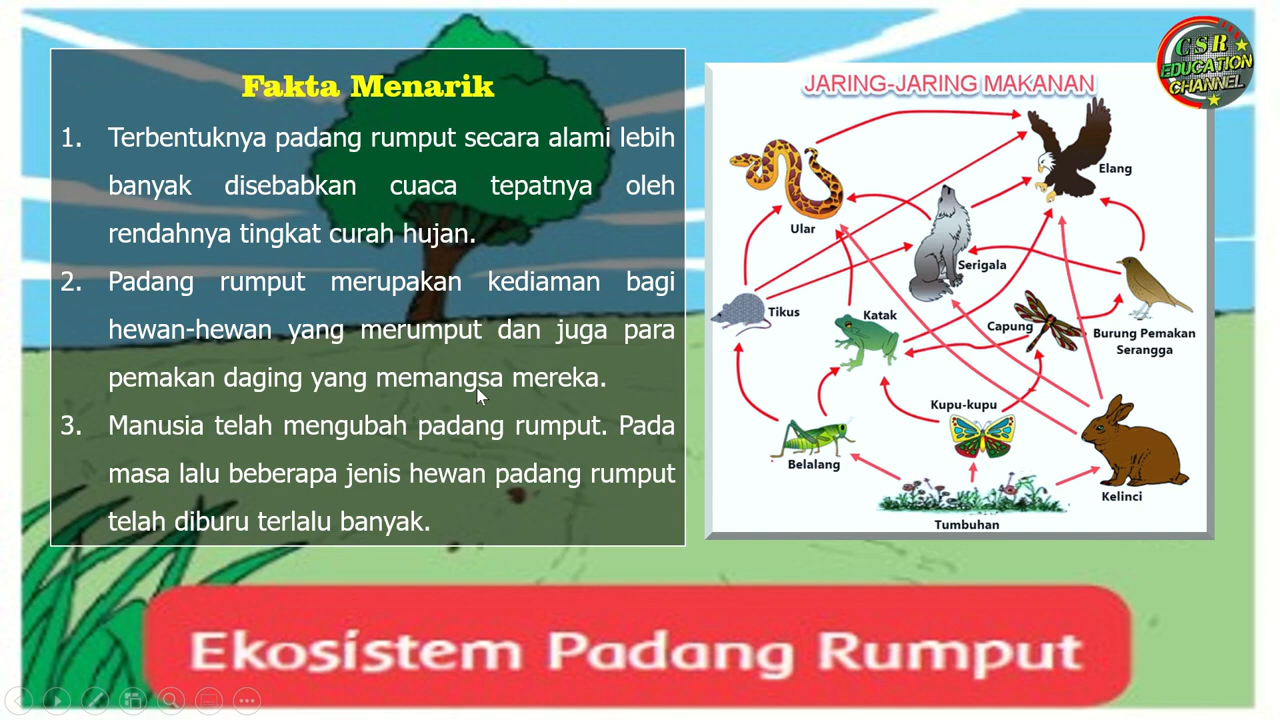 Fakta Menarik
1. Terbentuknya padang rumput secara alami lebih
banyak disebabkan cuaca tepatnya oleh
rendahnya tingkat curah hujan.
2. Padang rumput merupakan kediaman bagi
hewan-hewan yang merumput dan juga para
pemakan daging yang memangsa mereka.
3. Manusia telah mengubah padang rumput. Pada
masa lalu beberapa jenis hewan padang rumput
telah diburu terlalu banyak.
CSR
EDUCATION
CHANNEL
JARING-JARING MAKANAN
Elang
Ular
Serigala
Tikus
Katak
Capung
Burung Pemakan
Serangga
Kupu-kupu
Belalang
Kelinci
Tumbuhan
Ekosistem Padang Rumput